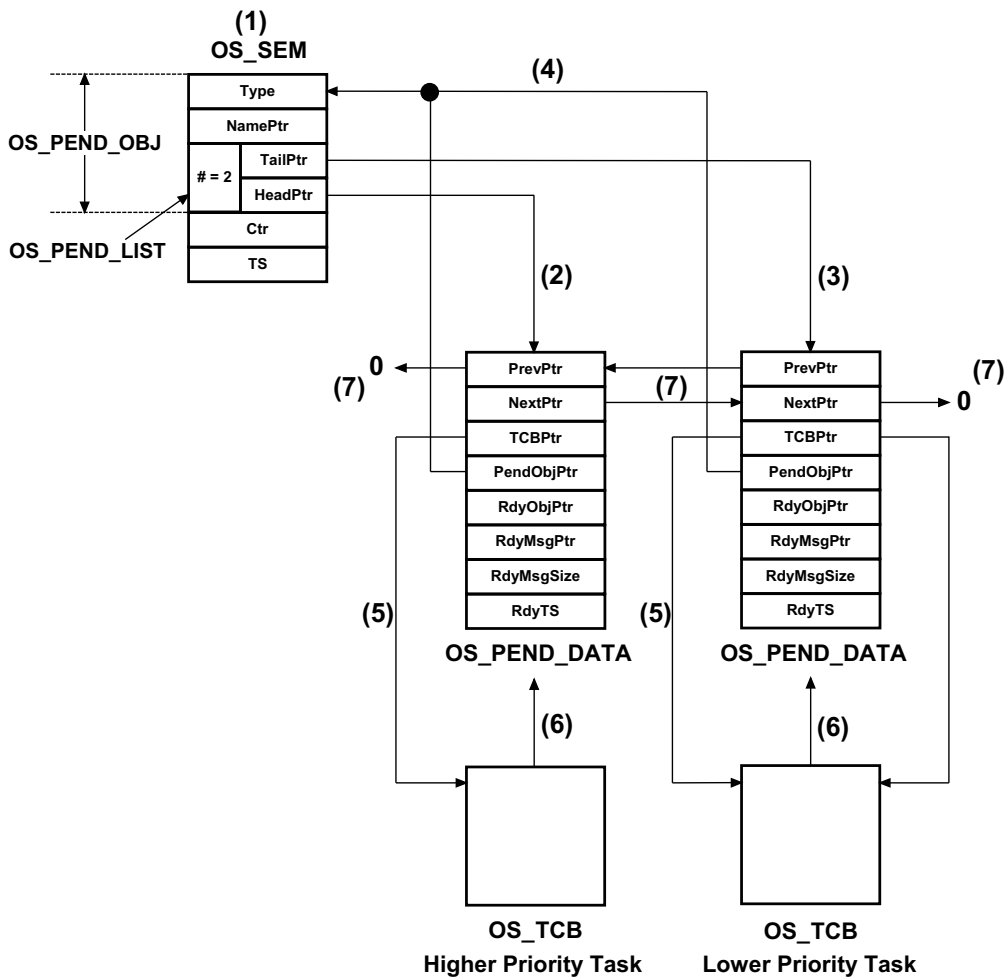 (1)
OS_SEM
(4)
Type
NamePtr
OS_PEND_OBJ
# = 2
TailPtr
HeadPtr
Ctr
OS_PEND_LIST
TS
(2)
(3)
0
(7)
PrevPtr
NextPtr
TCBPtr
PendObjPtr
RdyObjPtr
RdyMsgPtr
RdyMsgSize
RdyTS
OS_PEND_DATA
(7)
PrevPtr
NextPtr
TCBPtr
PendObjPtr
RdyObjPtr
RdyMsgPtr
RdyMsgSize
RdyTS
OS_PEND_DATA
(7)
0
(5)
(5)
(6)
(6)
OS_TCB
Higher Priority Task
OS_TCB
Lower Priority Task